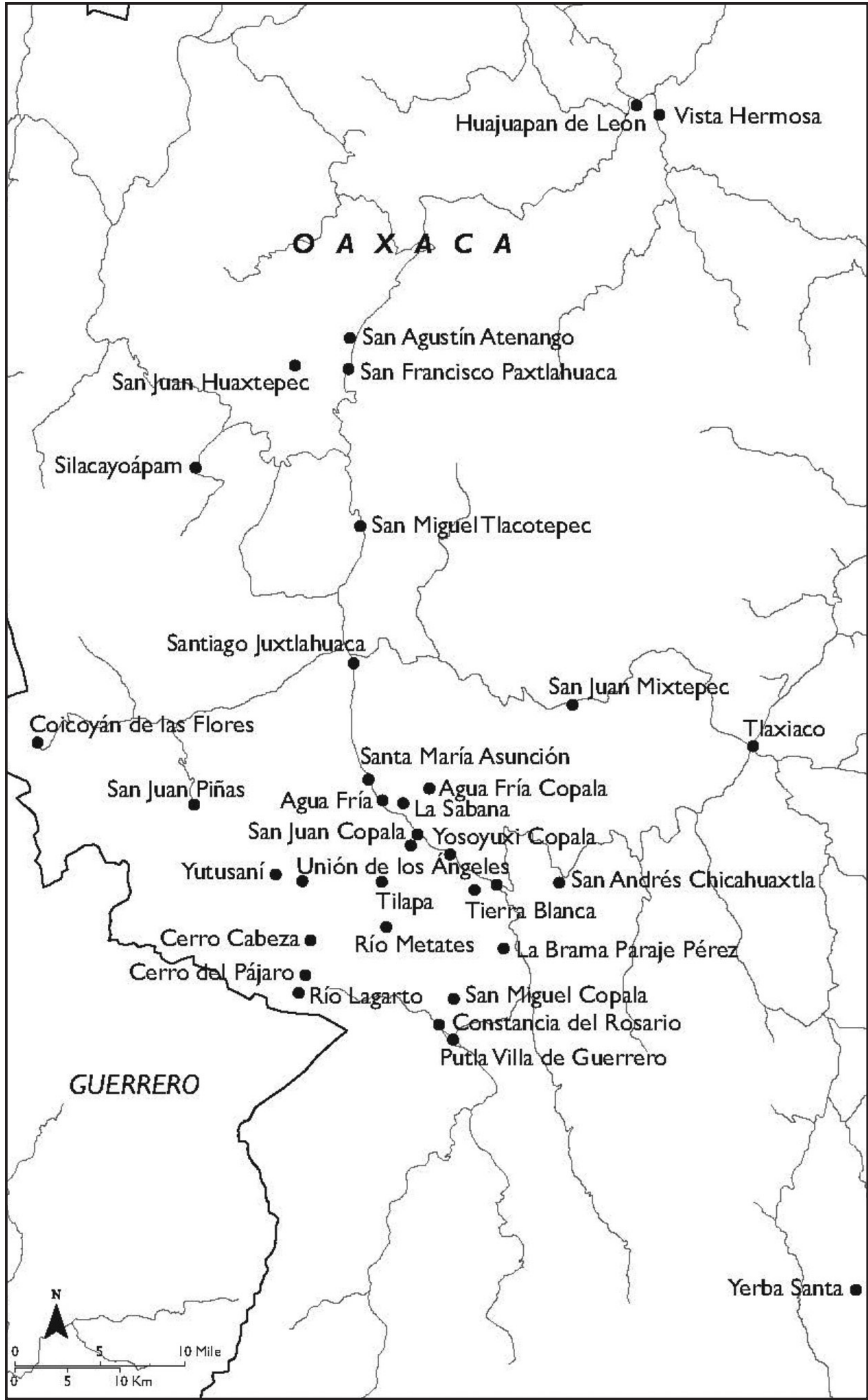 Huajuapan de León
Vista Hermosa
OAXACA
San Agustín Atenango
San Juan Huaxtepec
San Francisco Paxtlahuaca
Silacayoápam
San Miguel Tlacotepec
Santiago Juxtlahuaca
San Juan Mixtepec
Coicoyán de las Flores
Tlaxiaco
Santa María Asunción
San Juan Piñas
Agua Fría
Agua Fría Copala
La Sabana
San Juan Copala
Yosoyuxi Copala
Yutusaní
Unión de los Ángeles
San Andrés Chicahuaxtla
Tilapa
Tierra Blanca
Cerro Cabeza
Río Metates
La Brama Paraje Pérez
Cerro del Pájaro
Río Lagarto
San Miguel Copala
Constancia del Rosario
Putla Villa de Guerrero
GUERRERO
Yerba Santa
N
0 5 10 Mile
0 5 10 Km